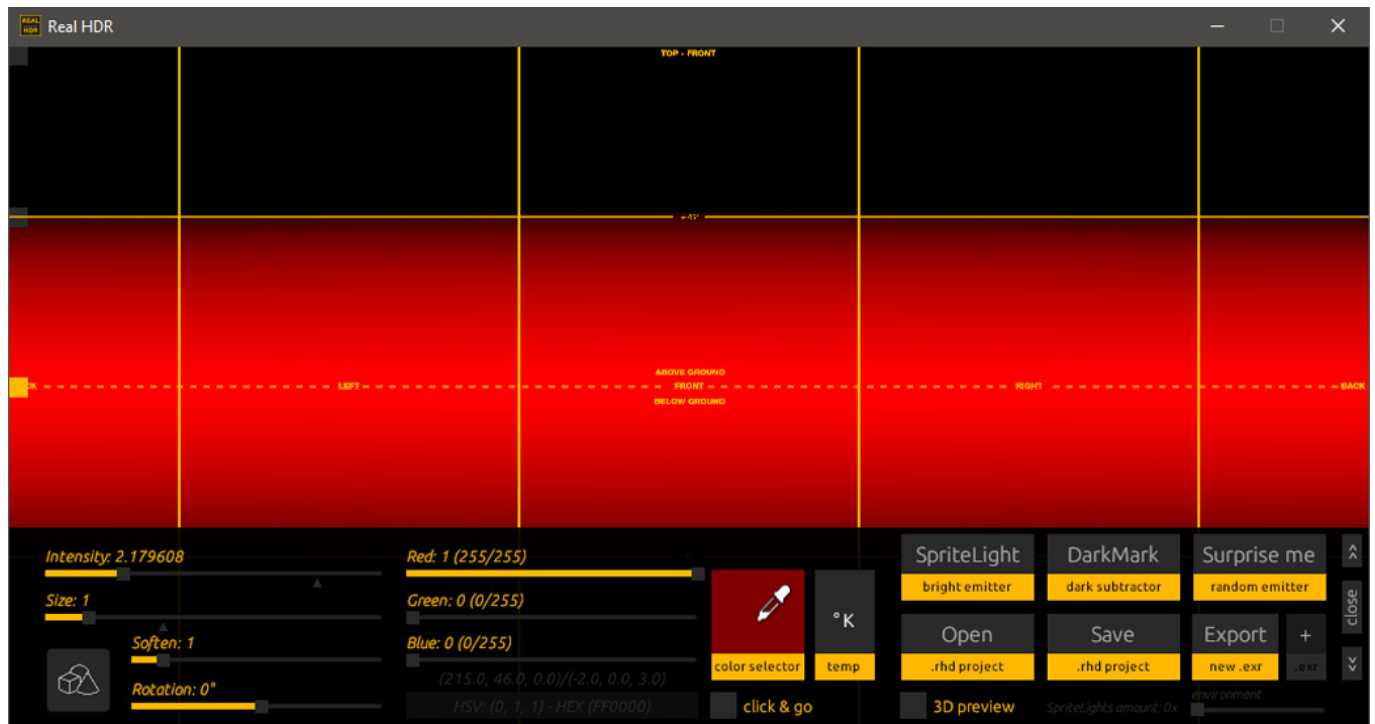 REAL HDR Real HDR
TOP - FRONT
+45°
ABOVE GROUND
LEFT FRONT RIGHT BACK
BELOW GROUND
Intensity: 2.179608
Size: 1
Soften: 1
Rotation: 0°
Red: 1 (255/255)
Green: 0 (0/255)
Blue: 0 (0/255)
(215.0, 46.0, 0.0)/(-2.0, 0.0, 3.0)
HSV: (0, 1, 1) - HEX (FF0000)
color selector
°K
temp
click & go
SpriteLight DarkMark Surprise me
bright emitter dark subtractor random emitter
Open Save Export +
.rhd project .rhd project new .exr .exr
3D preview
SpriteLights amount: 0x
environment
close